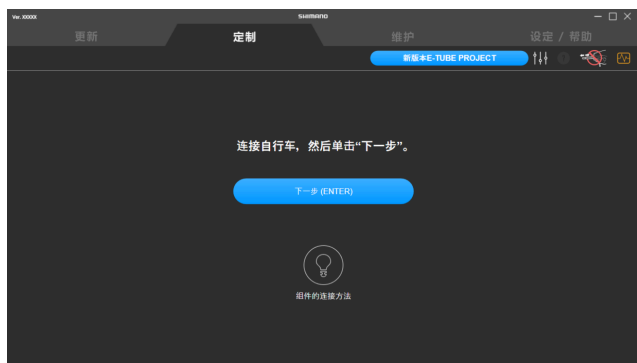 Ver. XXXXX
SHIMANO
更新
定制
维护
设定 / 帮助
新版本E-TUBE PROJECT
连接自行车，然后单击“下一步”。
下一步 (ENTER)
组件的连接方法